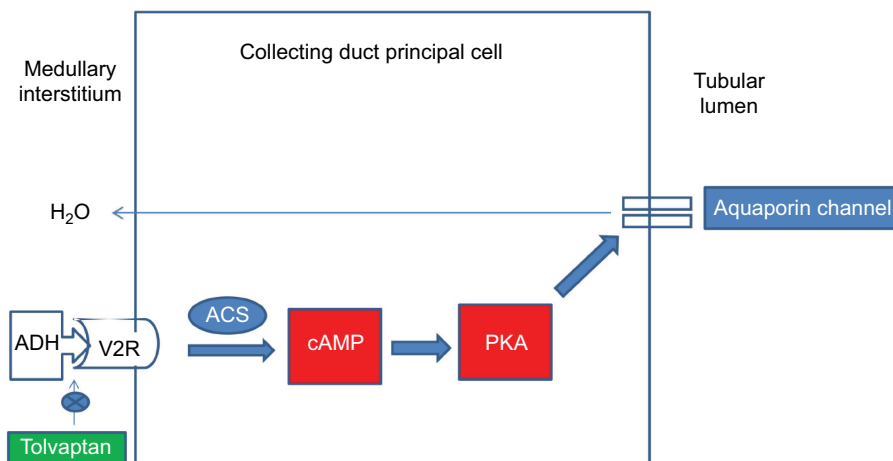 Collecting duct principal cell
Medullary
interstitium
Tubular
lumen
H₂O
Aquaporin channel
ACS
ADH
V2R
cAMP
PKA
Tolvaptan